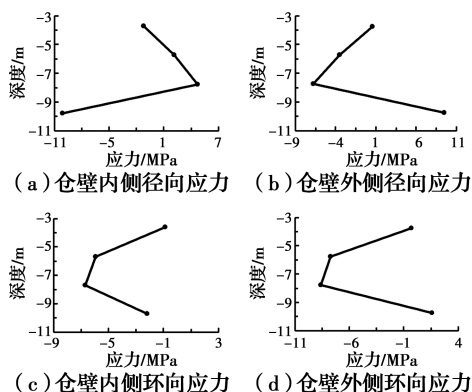 -3
-5
-7
-9
-11
深度/m
-11 -5 1 7
应力/MPa
(a)仓壁内侧径向应力
-3
-5
-7
-9
-11
深度/m
-9 -4 1 6 11
应力/MPa
(b)仓壁外侧径向应力
-3
-5
-7
-9
-11
深度/m
-9 -5 -1 3
应力/MPa
(c)仓壁内侧环向应力
-3
-5
-7
-9
-11
深度/m
-11 -6 -1 4
应力/MPa
(d)仓壁外侧环向应力